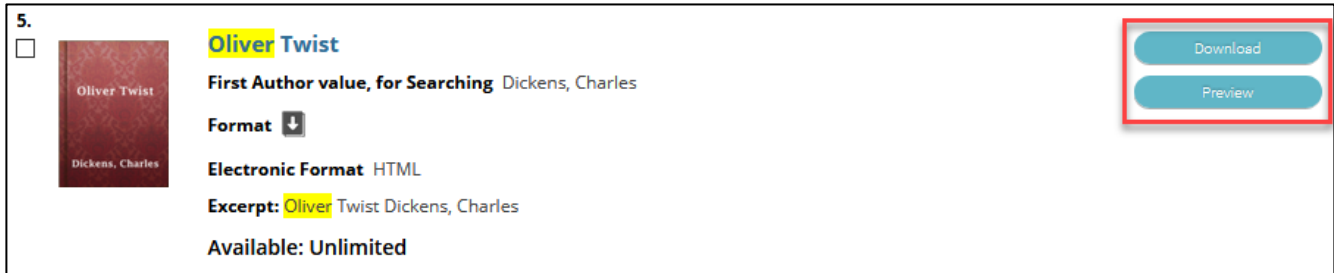 5.
Oliver Twist
Dickens, Charles
Oliver Twist
First Author value, for Searching Dickens, Charles
Format
Electronic Format HTML
Excerpt: Oliver Twist Dickens, Charles
Available: Unlimited
Download
Preview